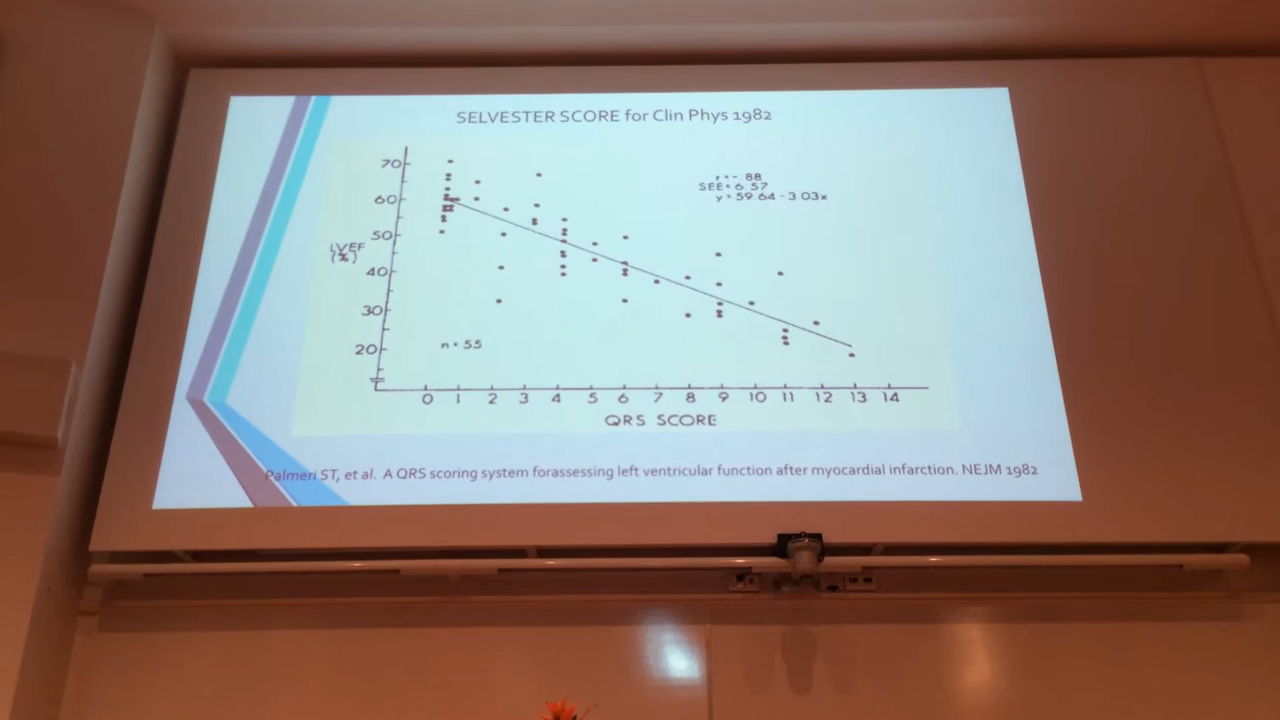 SELVESTER SCORE for Clin Phys 1982
70
60
50
40
30
20
LVEF
(%)
r = - .88
SEE = 6.57
y = 59.64 - 3.03x
n = 55
0 1 2 3 4 5 6 7 8 9 10 11 12 13 14
QRS SCORE
Palmeri ST, et al. A QRS scoring system forassessing left ventricular function after myocardial infarction. NEJM 1982